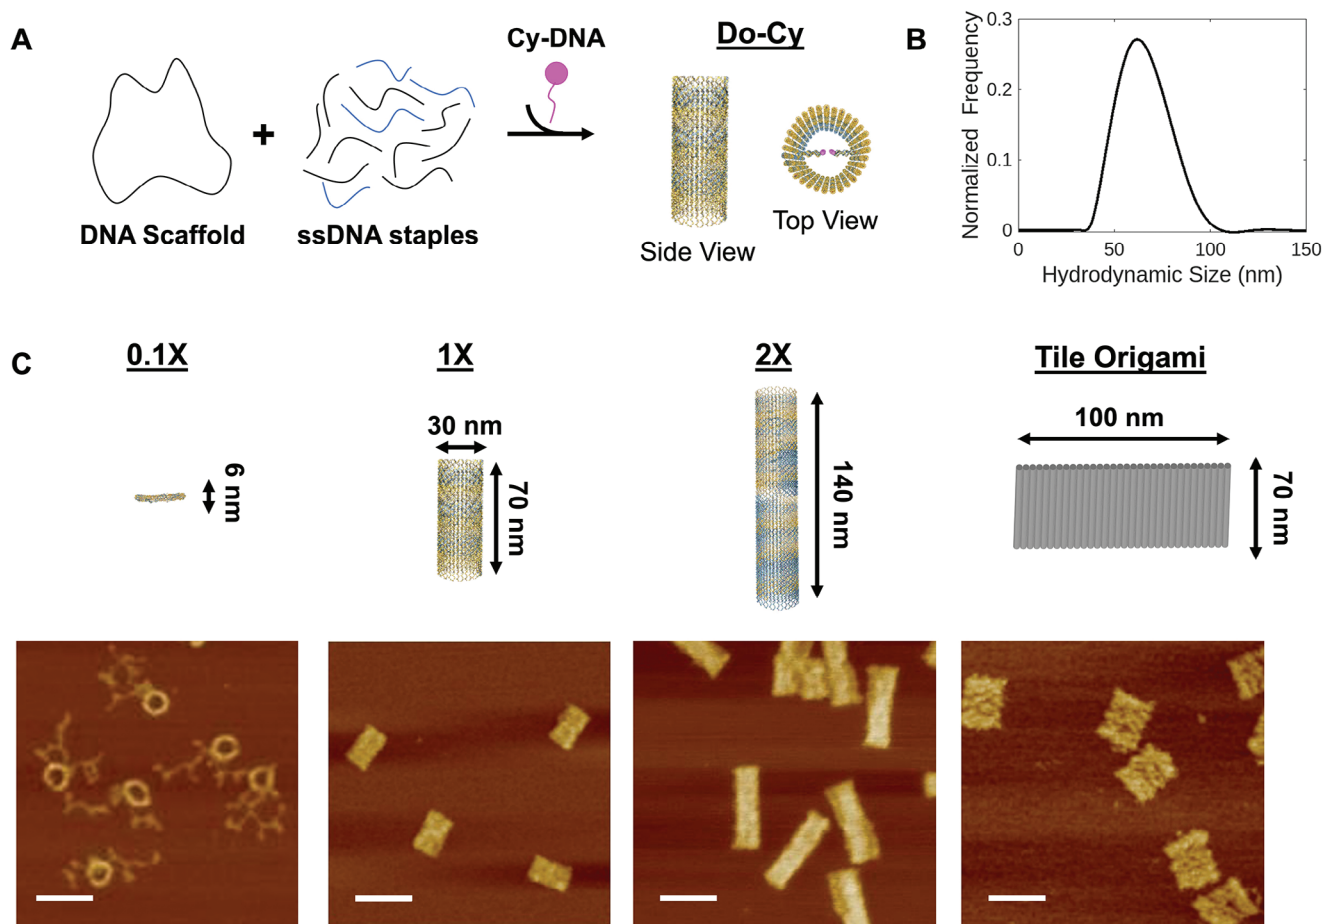 A
Cy-DNA
+
DNA Scaffold
ssDNA staples
Do-Cy
Side View
Top View
B
Normalized Frequency
0.3
0.2
0.1
0
0
50
100
150
Hydrodynamic Size (nm)
C
0.1X
1X
2X
Tile Origami
6 nm
30 nm
70 nm
140 nm
100 nm
70 nm